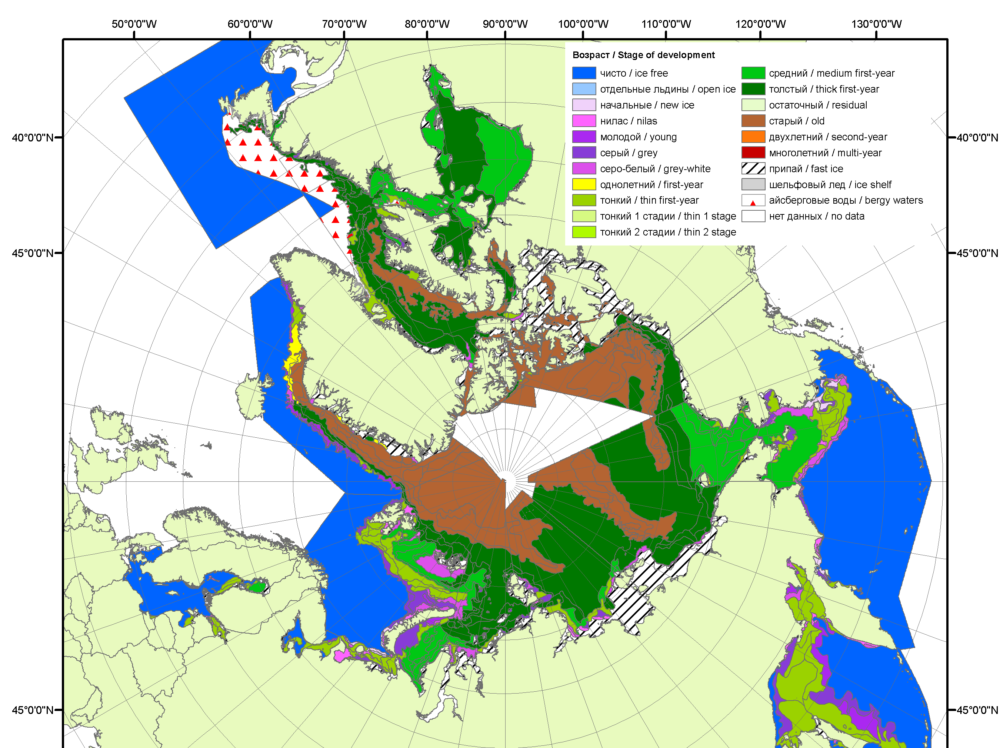 50°0'0"W 60°0'0"W 70°0'0"W 80°0'0"W 90°0'0"W 100°0'0"W 110°0'0"W 120°0'0"W 130°0'0"W
Возраст / Stage of development
чисто / ice free
отдельные льдины / open ice
начальные / new ice
нилас / nilas
молодой / young
серый / grey
серо-белый / grey-white
однолетний / first-year
тонкий / thin first-year
тонкий 1 стадии / thin 1 stage
тонкий 2 стадии / thin 2 stage
средний / medium first-year
толстый / thick first-year
остаточный / residual
старый / old
двухлетний / second-year
многолетний / multi-year
припай / fast ice
шельфовый лед / ice shelf
айсберговые воды / bergy waters
нет данных / no data
40°0'0"N 40°0'0"N
45°0'0"N 45°0'0"N
45°0'0"N 45°0'0"N